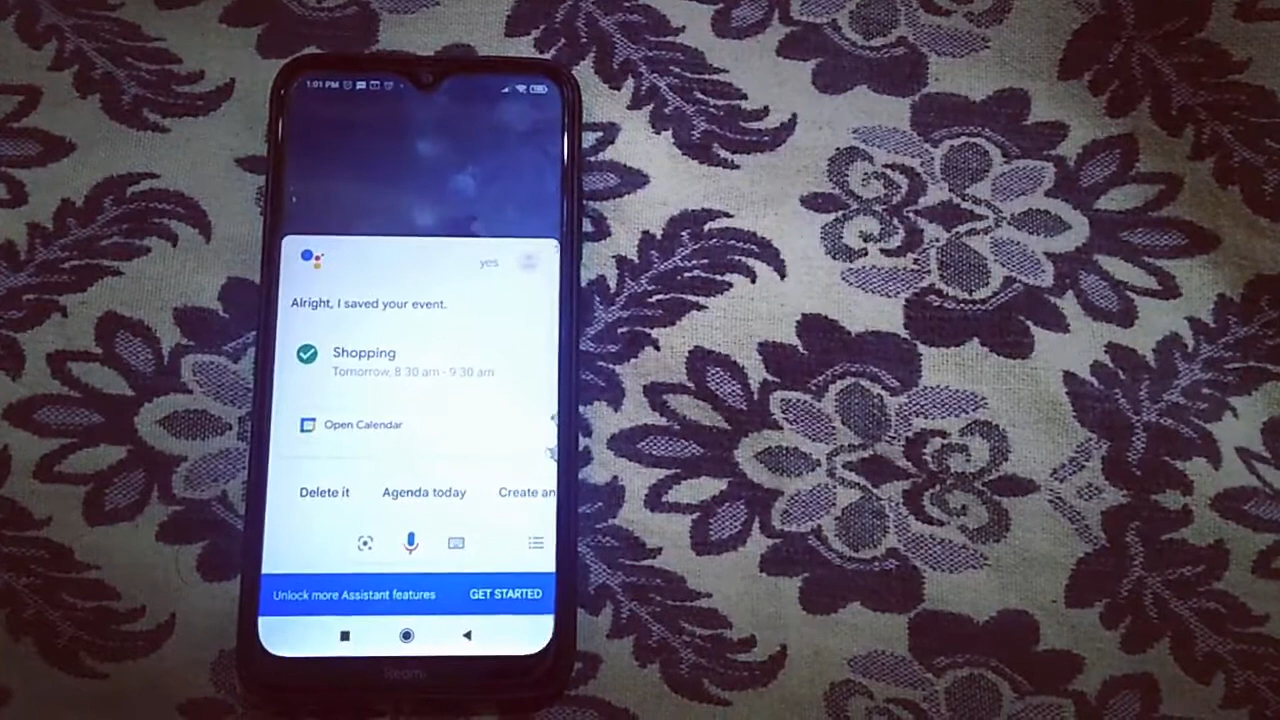 1:01 PM
yes
Alright, I saved your event.
Shopping
Tomorrow, 8:30 am - 9:30 am
Open Calendar
Delete it Agenda today Create an
Unlock more Assistant features GET STARTED
Redmi